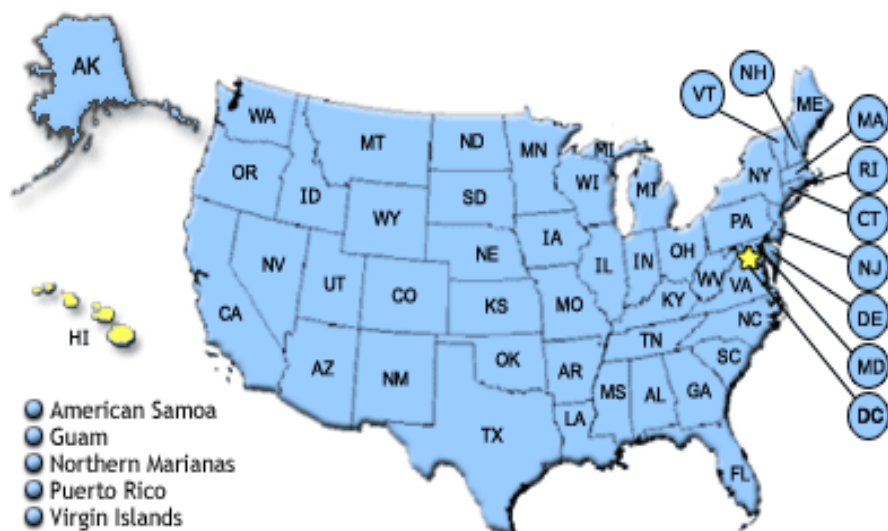 AK
NH
VT
ME
WA
MA
MT
ND
MN
MI
RI
OR
NY
ID
SD
WI
MI
CT
WY
PA
IA
NE
OH
NJ
NV
IL
IN
UT
WV
VA
CO
KS
MO
KY
DE
CA
HI
NC
TN
MD
OK
SC
AZ
NM
AR
MS
AL
GA
DC
TX
LA
American Samoa
Guam
Northern Marianas
FL
Puerto Rico
Virgin Islands